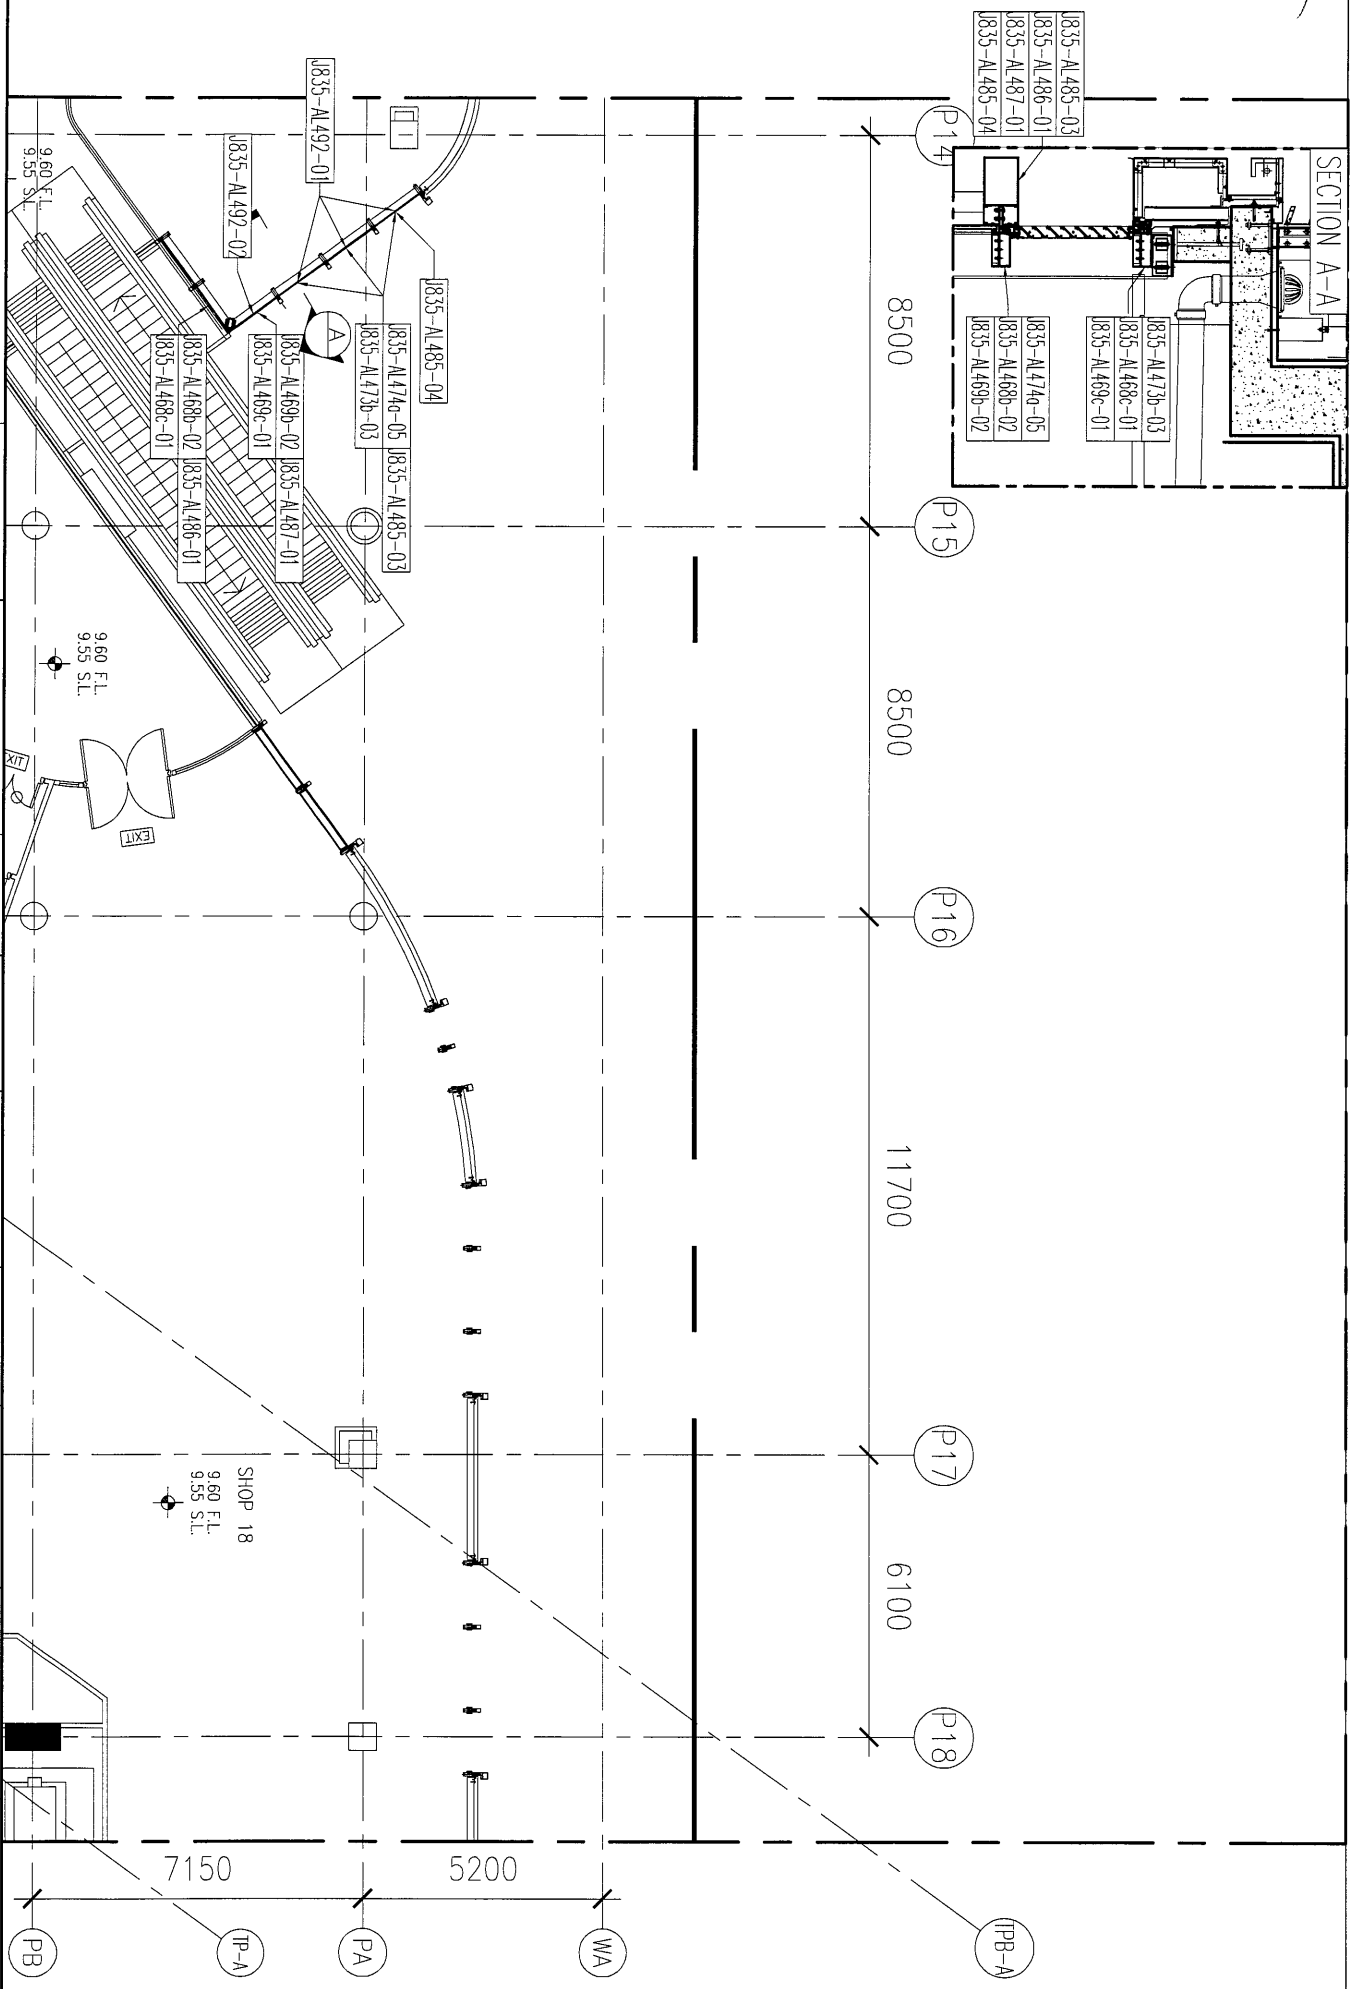 SECTION A-A
J835-AL485-03
J835-AL486-01
J835-AL487-01
J835-AL485-04
J835-AL473b-03
J835-AL468c-01
J835-AL469c-01
J835-AL474a-05
J835-AL468b-02
J835-AL469b-02
P14
8500
P15
8500
P16
11700
P17
6100
P18
J835-AL492-01
J835-AL492-02
J835-AL485-04
A
J835-AL474a-05
J835-AL485-03
J835-AL473b-03
J835-AL469b-02
J835-AL487-01
J835-AL469c-01
J835-AL468b-02
J835-AL486-01
J835-AL468c-01
9.60 F.L.
9.55 S.L.
9.60 F.L.
9.55 S.L.
EXIT
EXIT
SHOP 18
9.60 F.L.
9.55 S.L.
7150
5200
PB
TP-A
PA
WA
TPB-A